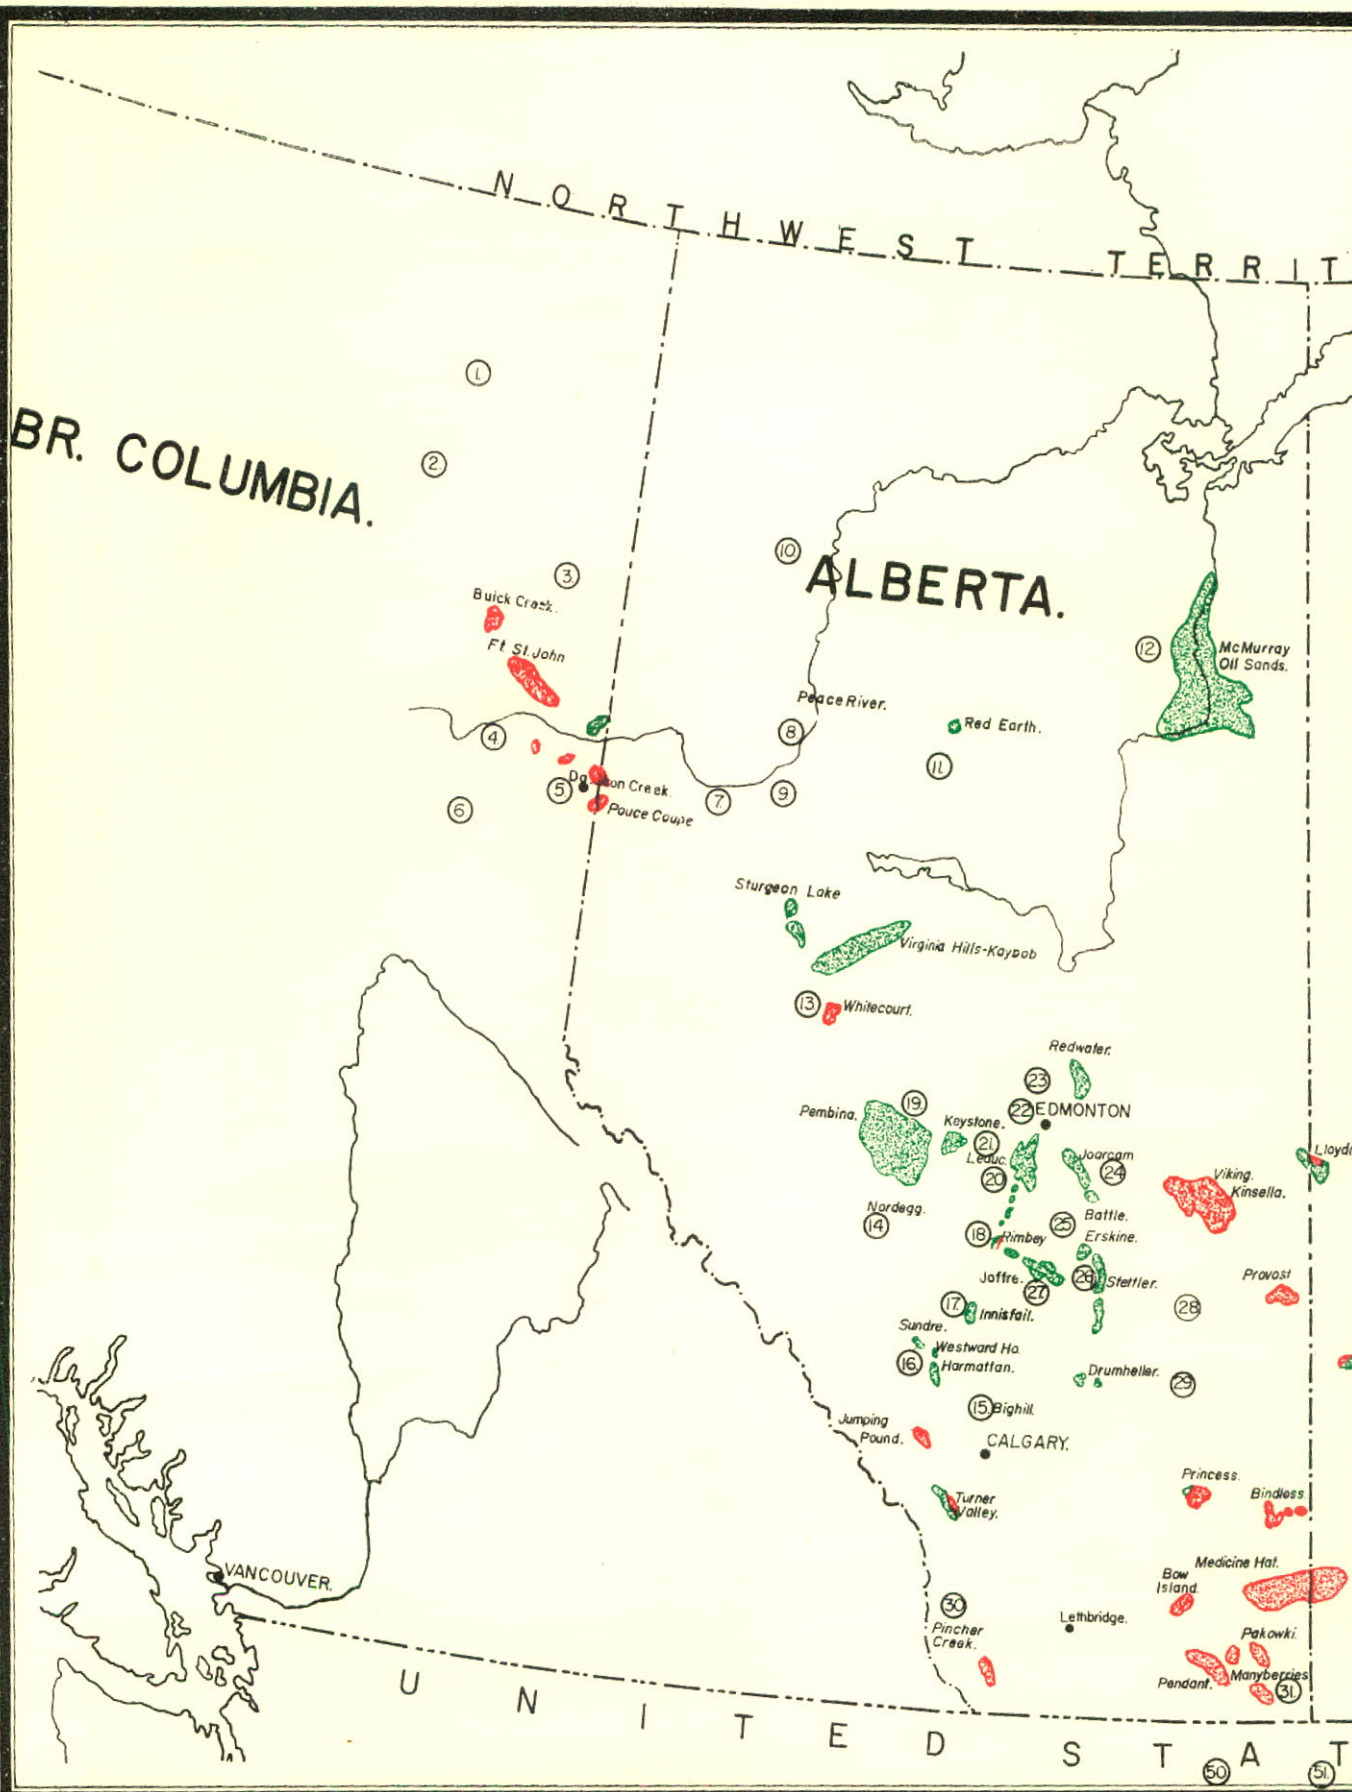 NORTHWEST TERRIT
1.
BR. COLUMBIA.
2.
10
ALBERTA.
3.
Buick Creek.
Ft. St. John
12
McMurray
Oil Sands.
Peace River.
4.
8
Red Earth.
11.
5.
Creek.
6
7.
9
Pouce Coupe
Sturgeon Lake
Virginia Hills-Kaybob
13.
Whitecourt.
Redwater.
23
Pembina.
19.
Keystone.
22
EDMONTON
21.
Leduc.
20
Joarcam
24
Viking.
Kinsella.
Nordegg.
14
18.
Rimbey
25
Battle.
Erskine.
Joffre.
27.
26
Stettler.
Provost
17.
Innisfail.
28
Sundre.
Westward Ho.
16.
Harmattan.
Drumheller.
29
15.
Bighill.
Jumping
Pound.
CALGARY.
Princess.
Bindloss.
Turner
Valley.
Medicine Hat.
VANCOUVER.
Bow
Island.
30.
Pincher
Creek.
Lethbridge.
Pakowki.
Pendant.
Manyberries
31.
UNITED STAT
50.
51.